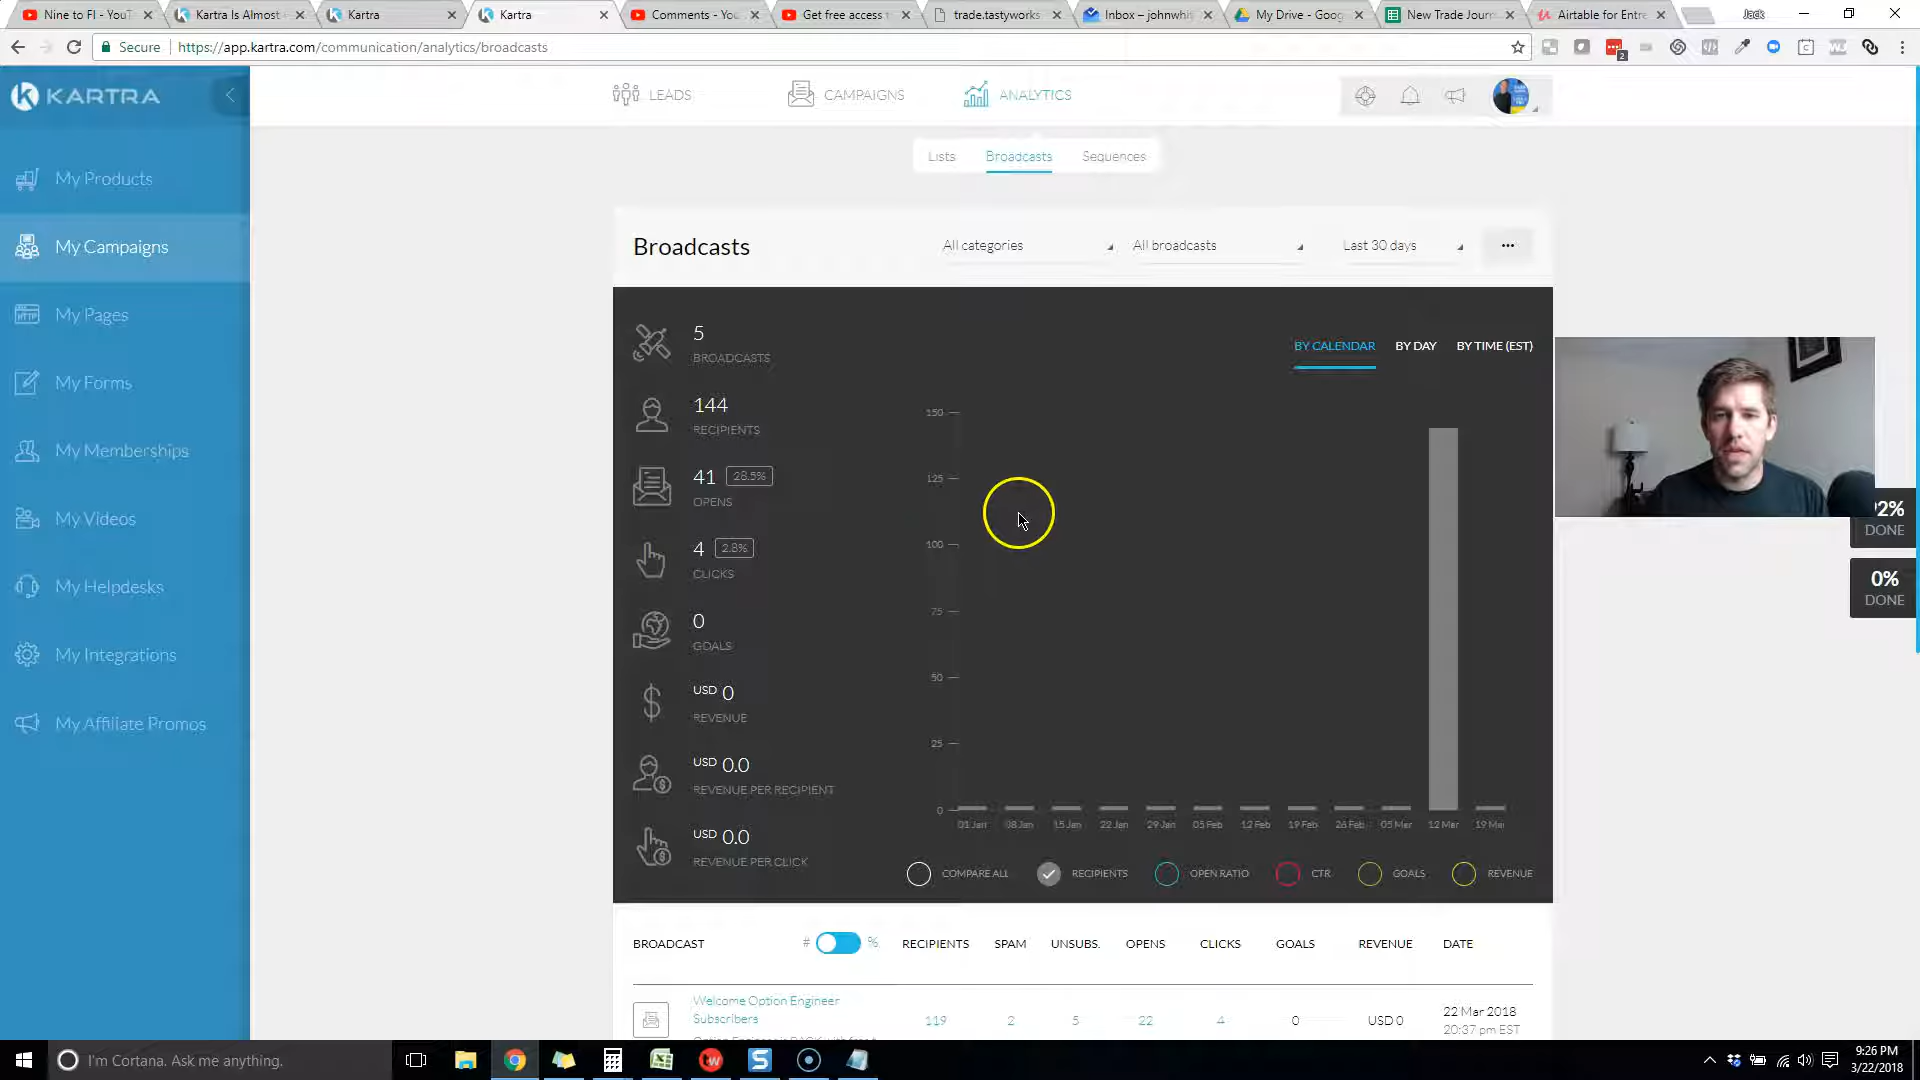 Nine to FI - YouT
Kartra Is Almost
Kartra
Kartra
Comments - You
Get free access t
trade.tastyworks
Inbox – johnwhi
My Drive - Goog
New Trade Journ
Airtable for Entre
Jack
Secure
https://app.kartra.com/communication/analytics/broadcasts
2
KARTRA
LEADS
CAMPAIGNS
ANALYTICS
Lists
Broadcasts
Sequences
My Products
My Campaigns
My Pages
My Forms
My Memberships
My Videos
My Helpdesks
My Integrations
My Affiliate Promos
Broadcasts
All categories
All broadcasts
Last 30 days
...
5
BROADCASTS
144
RECIPIENTS
41 28.5%
OPENS
4 2.8%
CLICKS
0
GOALS
USD 0
REVENUE
USD 0.0
REVENUE PER RECIPIENT
USD 0.0
REVENUE PER CLICK
BY CALENDAR BY DAY BY TIME (EST)
150
125
100
75
50
25
0
01 Jan 08 Jan 15 Jan 22 Jan 29 Jan 05 Feb 12 Feb 19 Feb 26 Feb 05 Mar 12 Mar 19 Mar
COMPARE ALL RECIPIENTS OPEN RATIO CTR GOALS REVENUE
2%
DONE
0%
DONE
BROADCAST # % RECIPIENTS SPAM UNSUBS. OPENS CLICKS GOALS REVENUE DATE
Welcome Option Engineer
Subscribers
119 2 5 22 4 0 USD 0
22 Mar 2018
20:37 pm EST
I'm Cortana. Ask me anything.
9:26 PM
3/22/2018